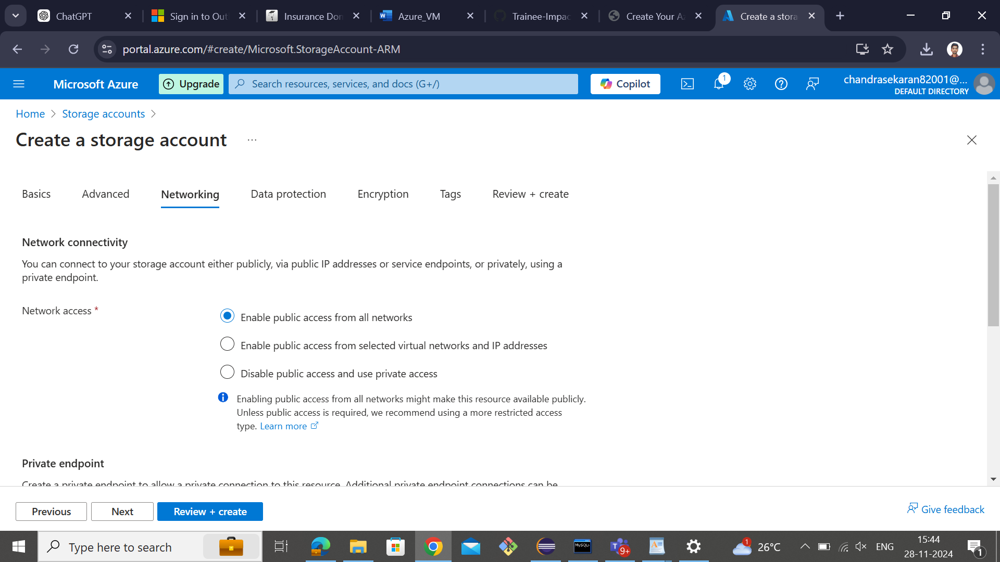 ChatGPT
Sign in to Out
Insurance Don
Azure_VM
Trainee-Impac
Create Your A
Create a stora
portal.azure.com/#create/Microsoft.StorageAccount-ARM
Microsoft Azure
Upgrade
Search resources, services, and docs (G+/)
Copilot
1
chandrasekaran82001@...
DEFAULT DIRECTORY
Home > Storage accounts >
Create a storage account ...
Basics
Advanced
Networking
Data protection
Encryption
Tags
Review + create
Network connectivity
You can connect to your storage account either publicly, via public IP addresses or service endpoints, or privately, using a
private endpoint.
Network access *
Enable public access from all networks
Enable public access from selected virtual networks and IP addresses
Disable public access and use private access
Enabling public access from all networks might make this resource available publicly.
Unless public access is required, we recommend using a more restricted access
type. Learn more
Private endpoint
Create a private endpoint to allow a private connection to this resource. Additional private endpoint connections can be
Previous
Next
Review + create
Give feedback
Type here to search
MySQL
9+
1
26°C
ENG
15:44
28-11-2024
1